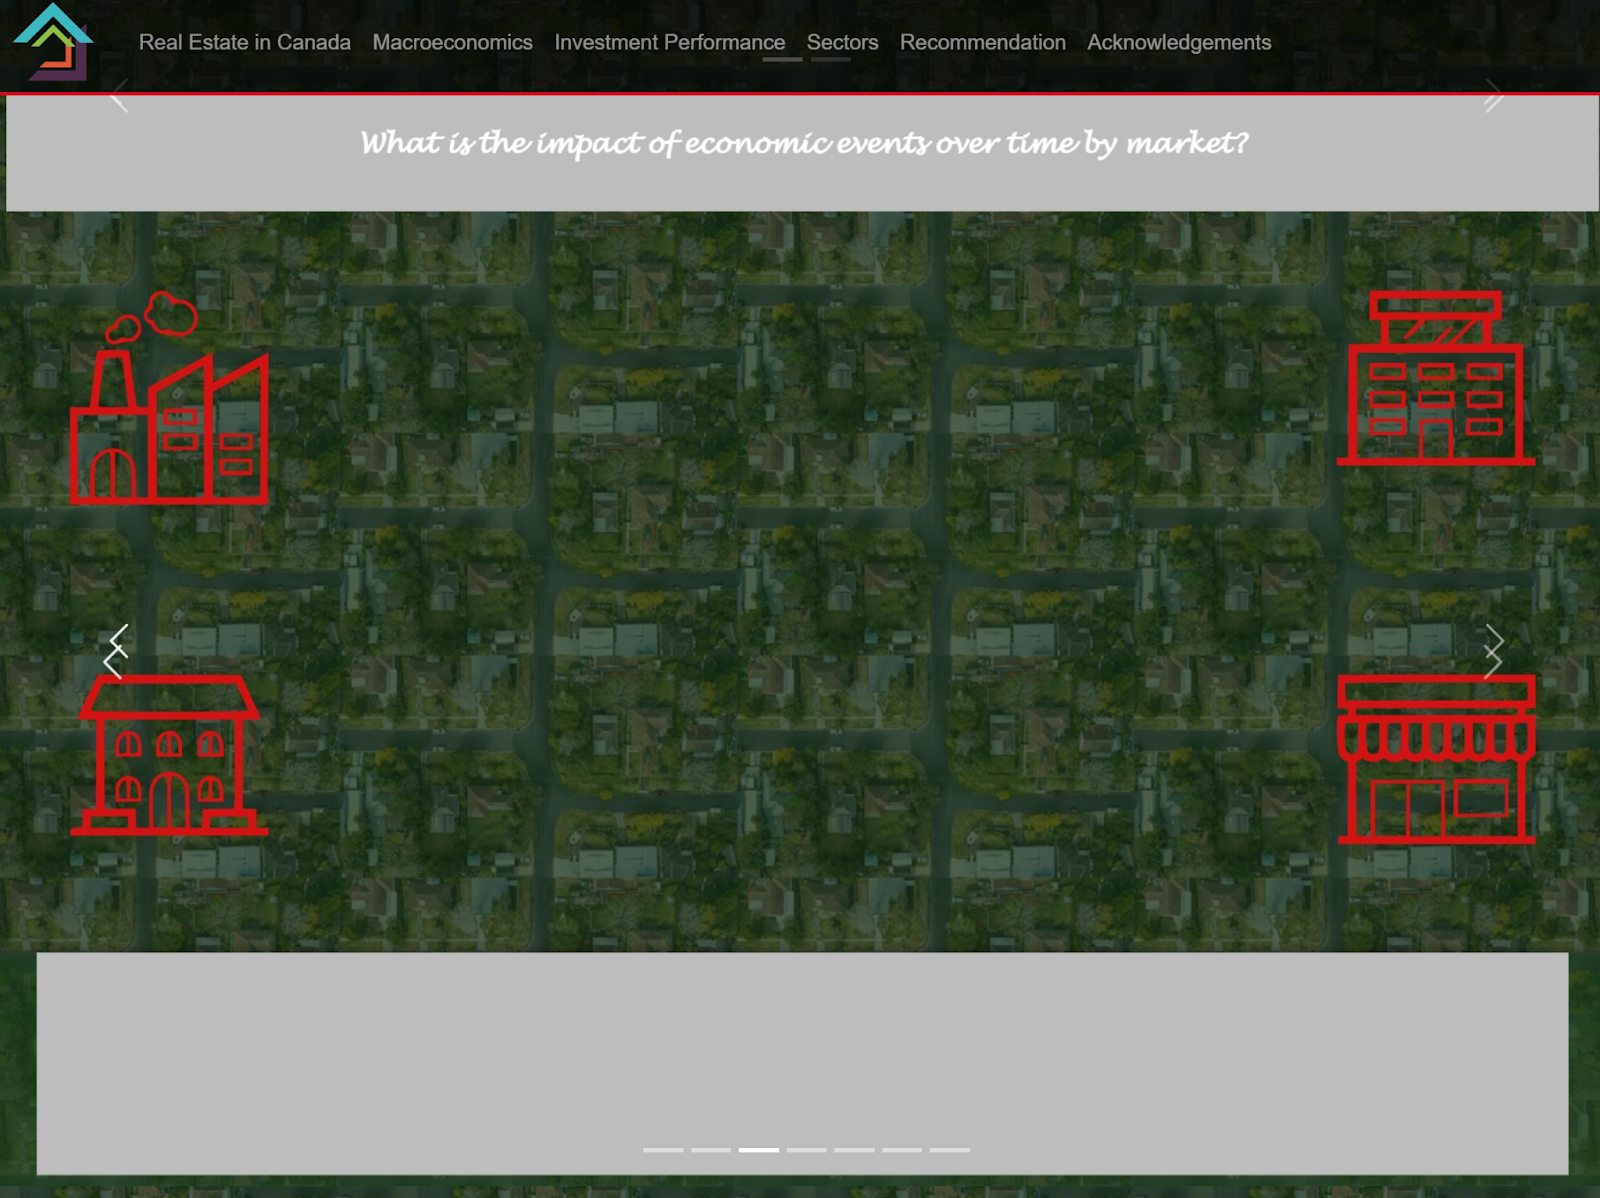 Real Estate in Canada Macroeconomics Investment Performance Sectors Recommendation Acknowledgements
What is the impact of economic events over time by market?